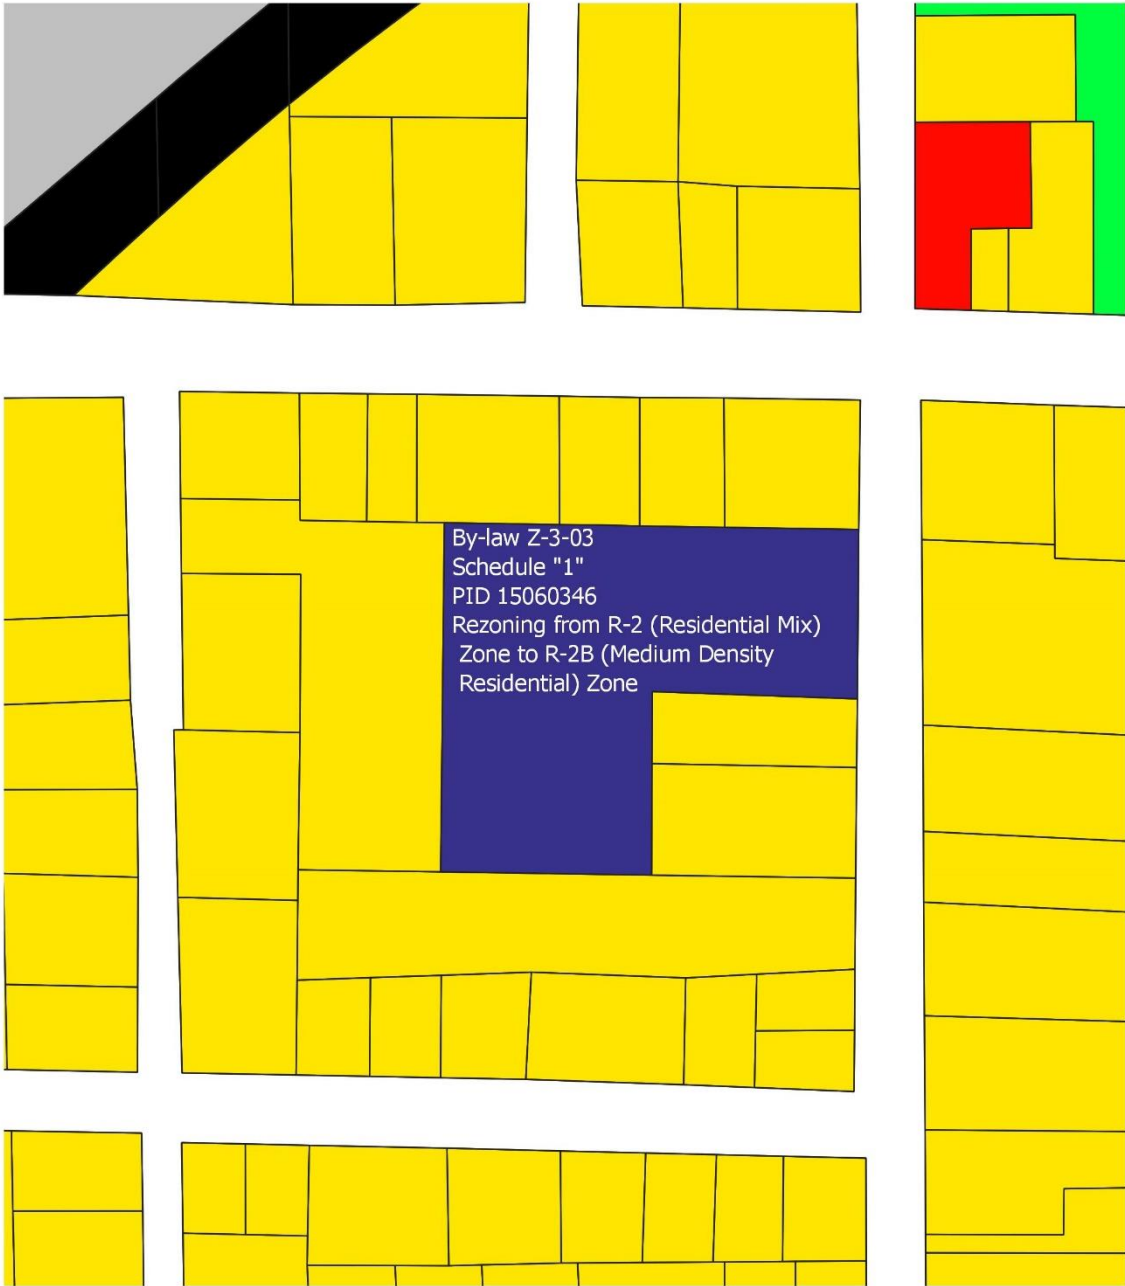 By-law Z-3-03
Schedule "1"
PID 15060346
Rezoning from R-2 (Residential Mix)
Zone to R-2B (Medium Density
Residential) Zone